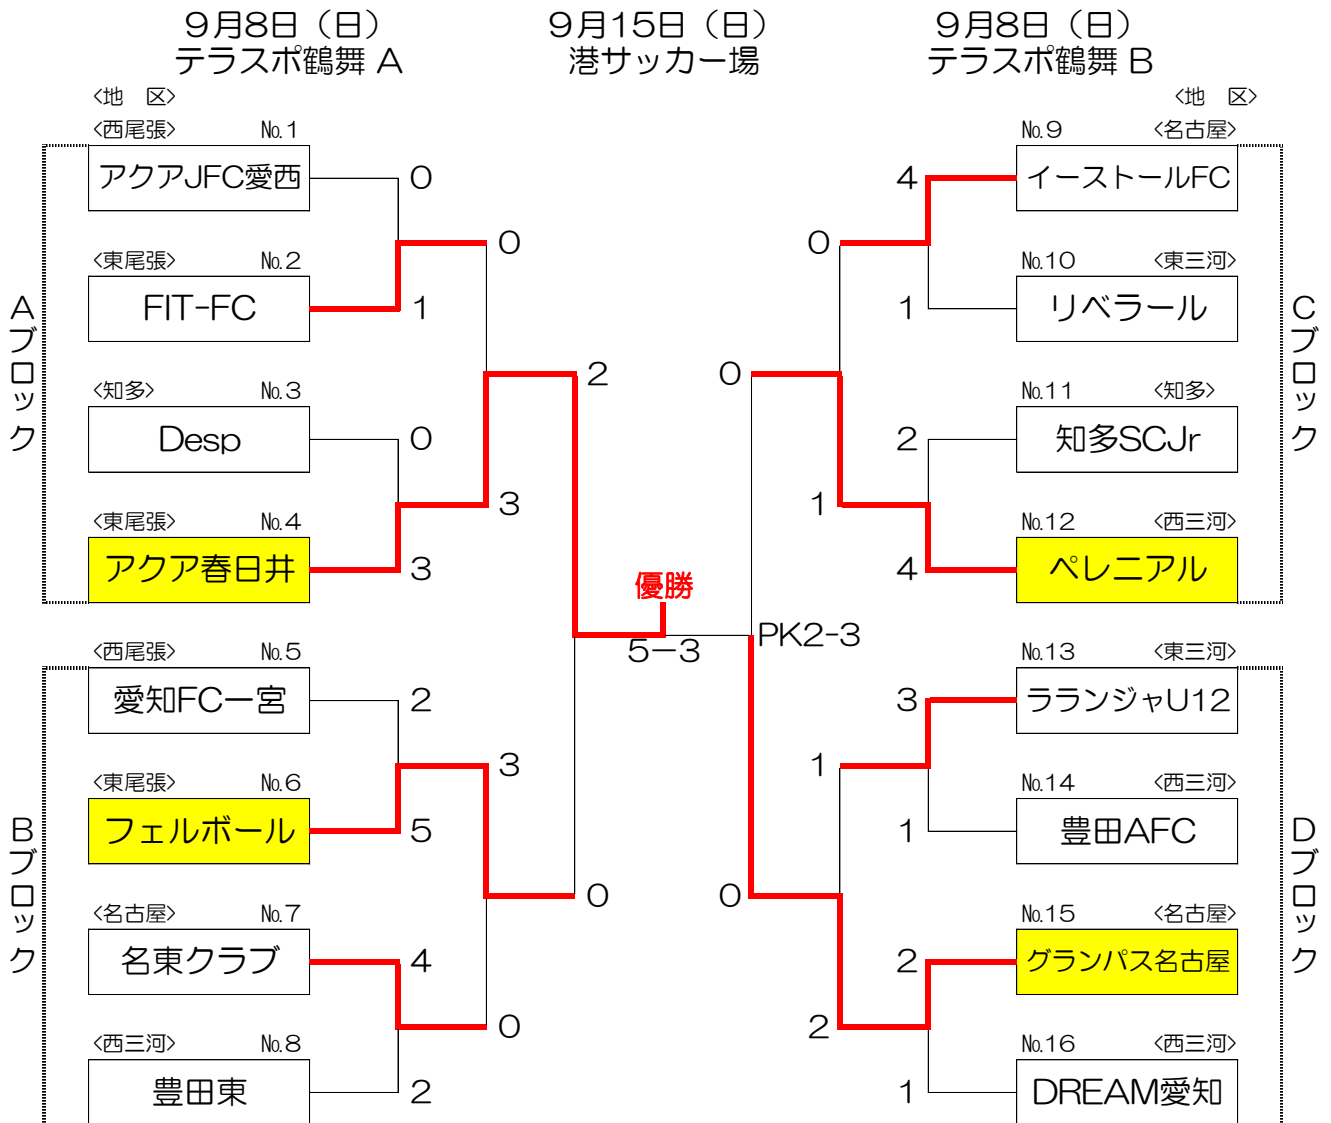 9月8日（日）
テラスポ鶴舞 A
9月15日（日）
港サッカー場
9月8日（日）
テラスポ鶴舞 B
<地　区>
<地　区>
<西尾張> No.1
アクアJFC愛西
0
0
<東尾張> No.2
FIT-FC
1
<知多> No.3
Desp
0
3
<東尾張> No.4
アクア春日井
3
2
Aブロック
<西尾張> No.5
愛知FC一宮
2
3
<東尾張> No.6
フェルボール
5
<名古屋> No.7
名東クラブ
4
0
<西三河> No.8
豊田東
2
0
Bブロック
優勝
5－3
PK2-3
No.9 <名古屋>
イーストールFC
4
0
No.10 <東三河>
リベラール
1
No.11 <知多>
知多SCJr
2
1
No.12 <西三河>
ペレニアル
4
0
Cブロック
No.13 <東三河>
ラランジャU12
3
1
No.14 <西三河>
豊田AFC
1
No.15 <名古屋>
グランパス名古屋
2
2
No.16 <西三河>
DREAM愛知
1
0
Dブロック